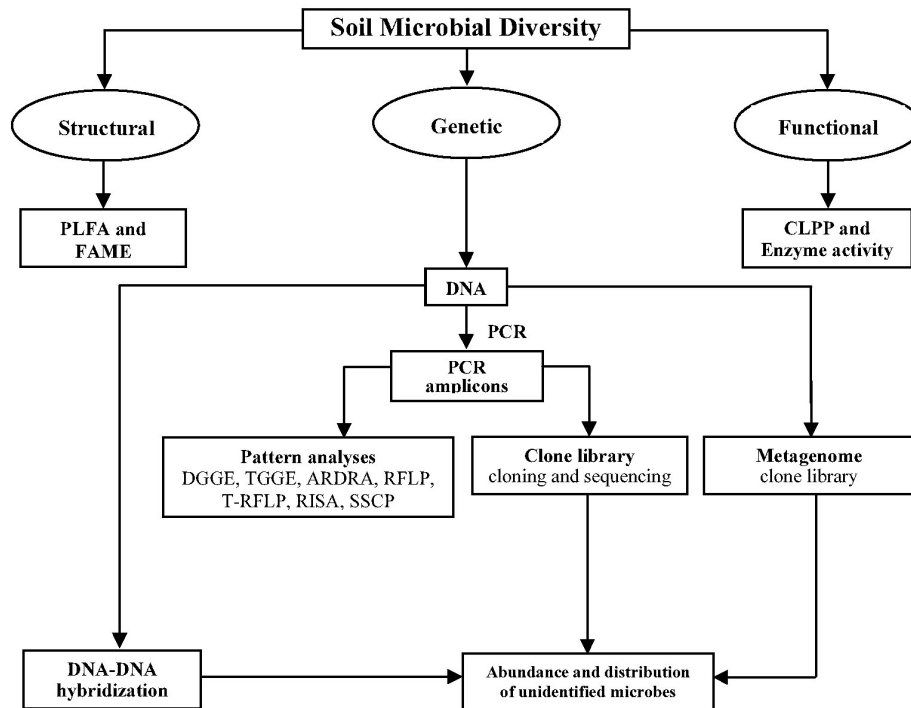 Soil Microbial Diversity
Structural
Genetic
Functional
PLFA and
FAME
CLPP and
Enzyme activity
DNA
PCR
PCR
amplicons
Pattern analyses
DGGE, TGGE, ARDRA, RFLP,
T-RFLP, RISA, SSCP
Clone library
cloning and sequencing
Metagenome
clone library
DNA-DNA
hybridization
Abundance and distribution
of unidentified microbes